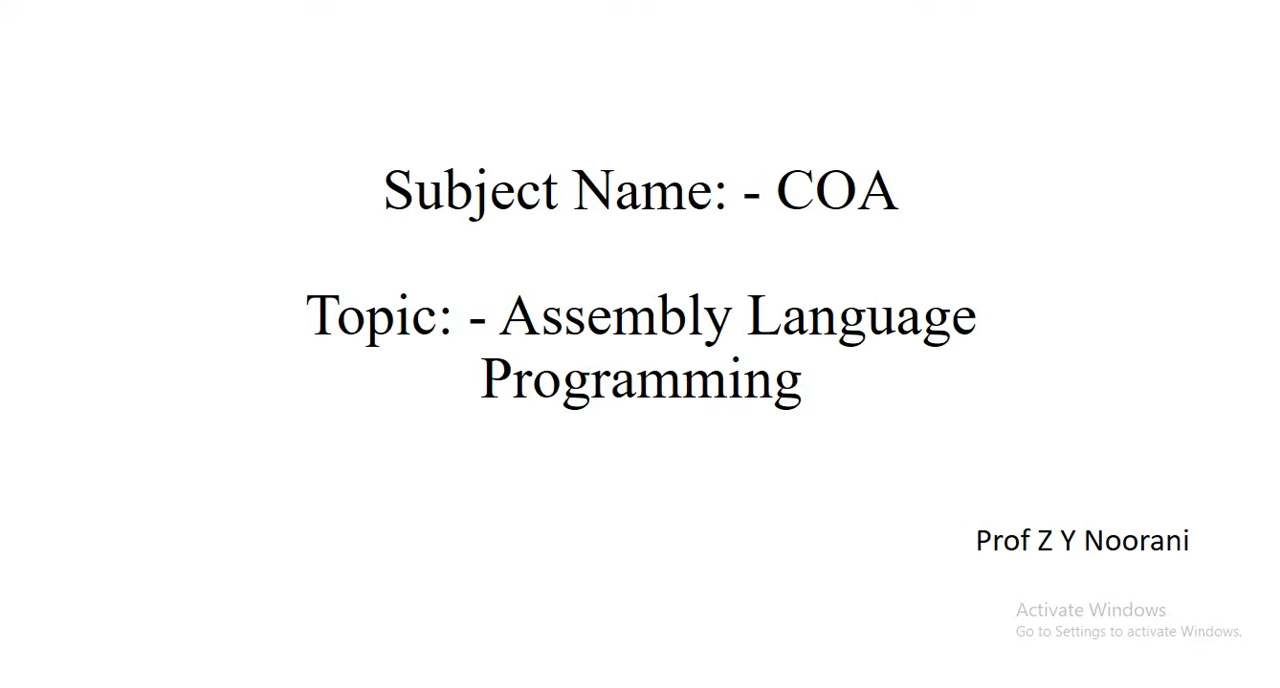 Subject Name: - COA
Topic: - Assembly Language
Programming
Prof Z Y Noorani
Activate Windows
Go to Settings to activate Windows.